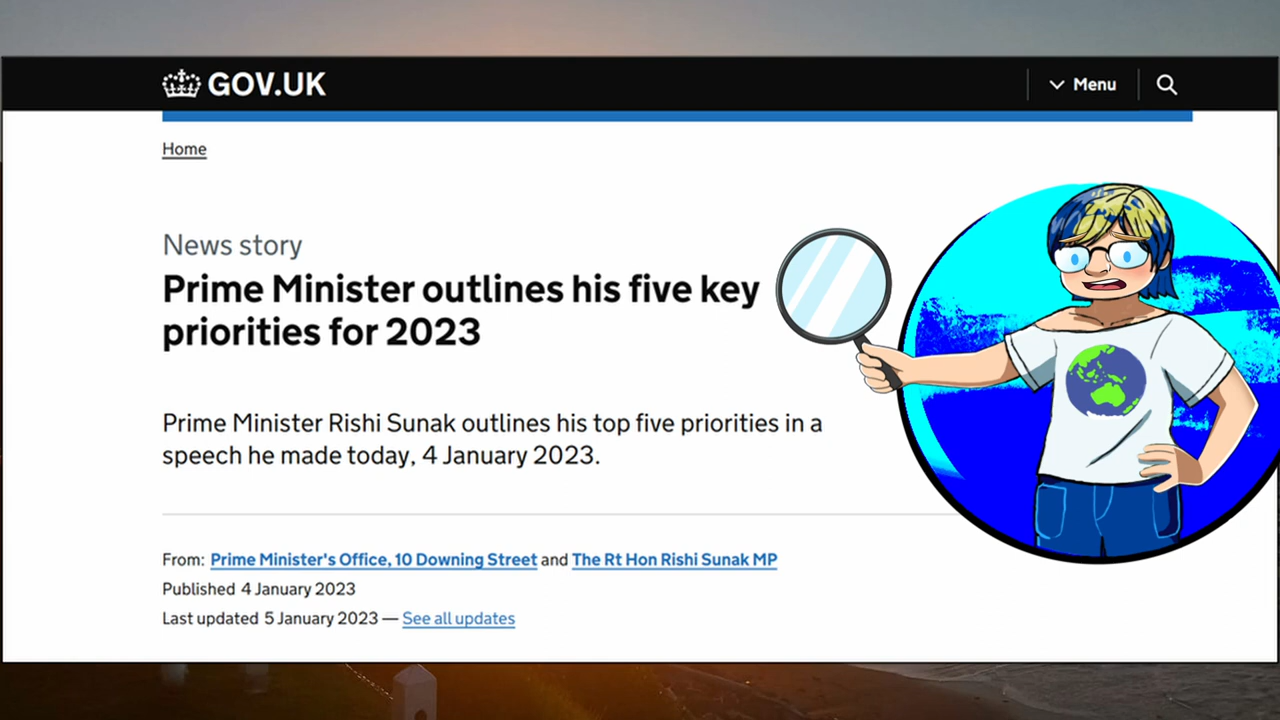 GOV.UK
Menu
Home
News story
Prime Minister outlines his five key
priorities for 2023
Prime Minister Rishi Sunak outlines his top five priorities in a
speech he made today, 4 January 2023.
From: Prime Minister's Office, 10 Downing Street and The Rt Hon Rishi Sunak MP
Published 4 January 2023
Last updated 5 January 2023 — See all updates